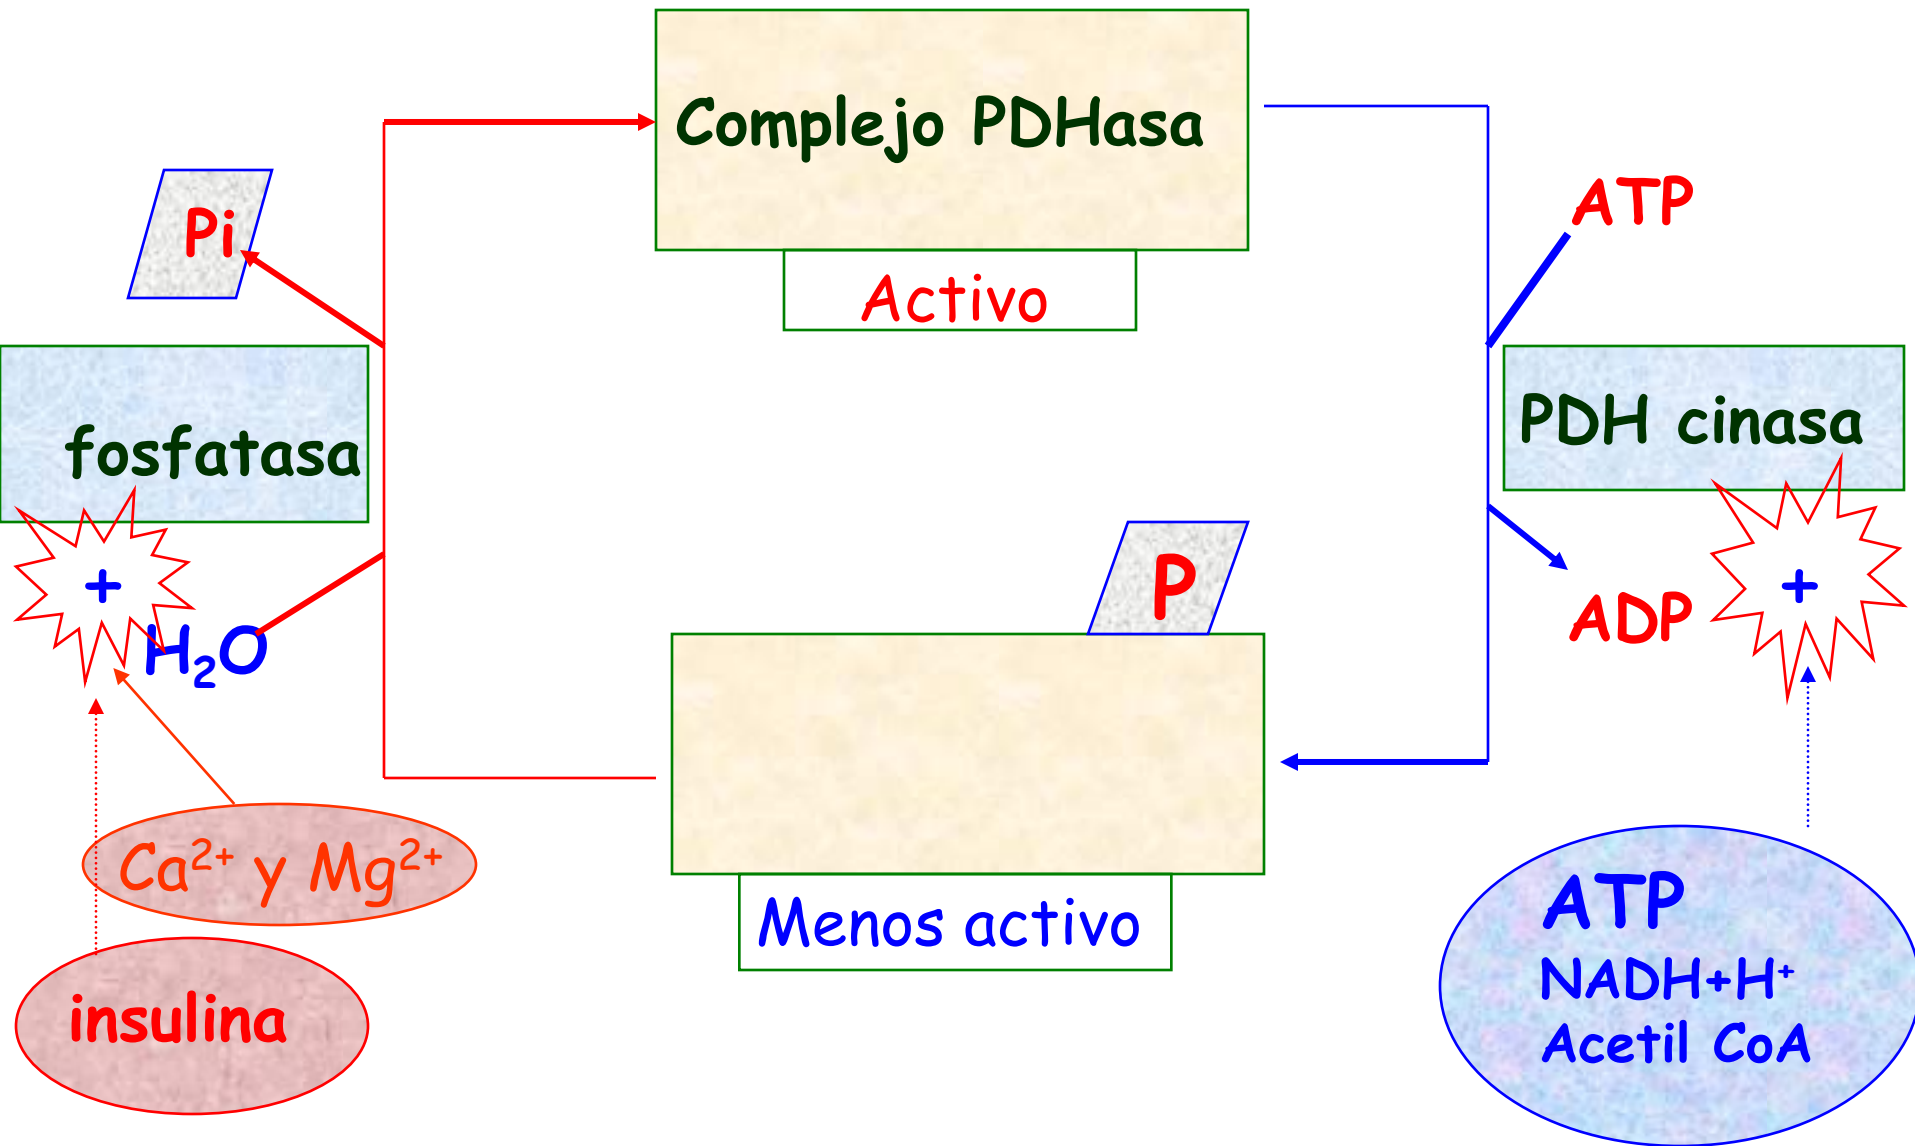 Complejo PDHasa
Activo
Pi
ATP
fosfatasa
PDH cinasa
+
H₂O
P
ADP
+
Ca²⁺ y Mg²⁺
Menos activo
insulina
ATP
NADH+H⁺
Acetil CoA